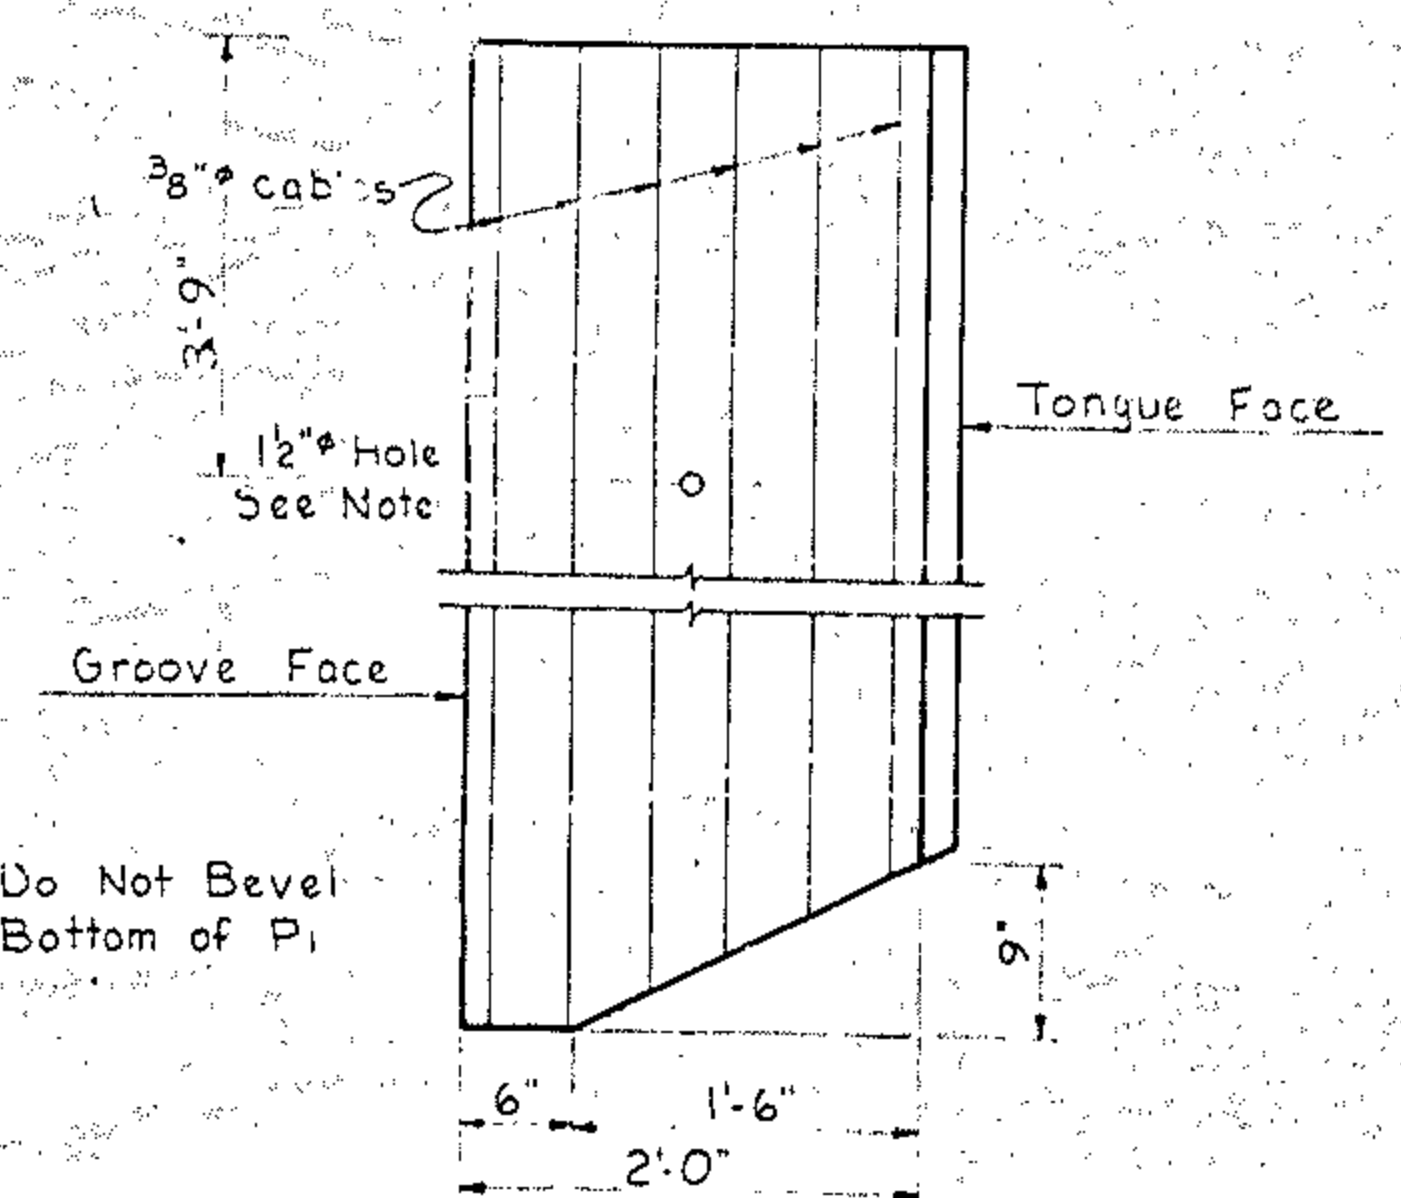 3/8"ø cables
3'-9"
1 1/2"ø Hole
See Note
Tongue Face
Groove Face
Do Not Bevel
Bottom of P1
9"
6"
1'-6"
2'-0"